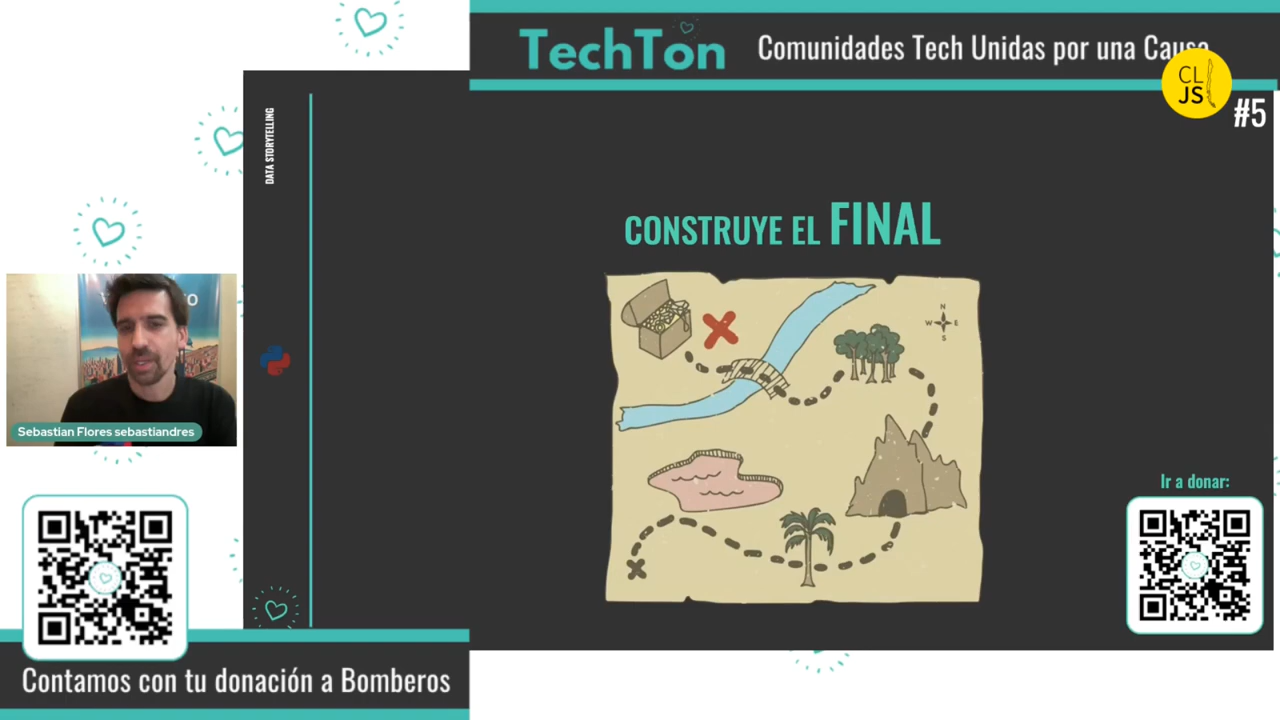 TechTon
Comunidades Tech Unidas por una Causa
CL
JS
#5
DATA STORYTELLING
CONSTRUYE EL FINAL
N
W E
S
Sebastian Flores sebastiandres
Ir a donar:
Contamos con tu donación a Bomberos